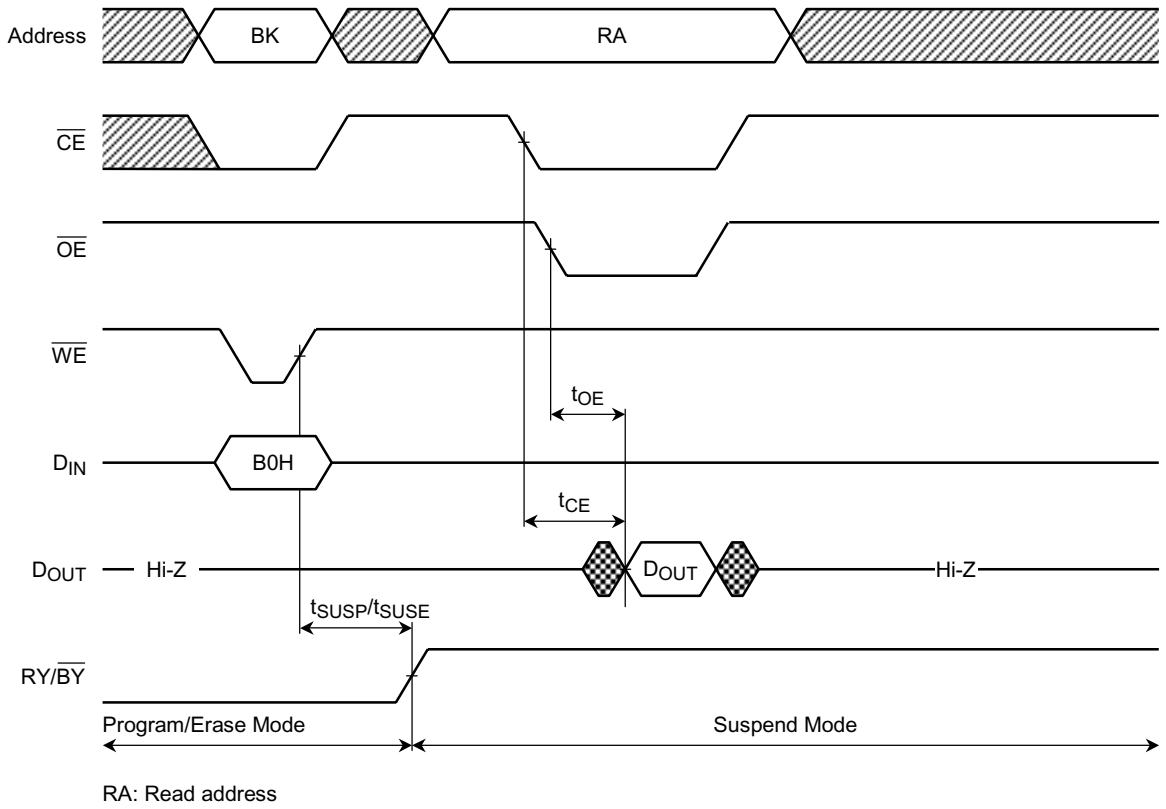 Address BK RA
CE
OE
WE
tOE
DIN B0H
tCE
DOUT Hi-Z DOUT Hi-Z
tSUSP/tSUSE
RY/BY
Program/Erase Mode Suspend Mode
RA: Read address